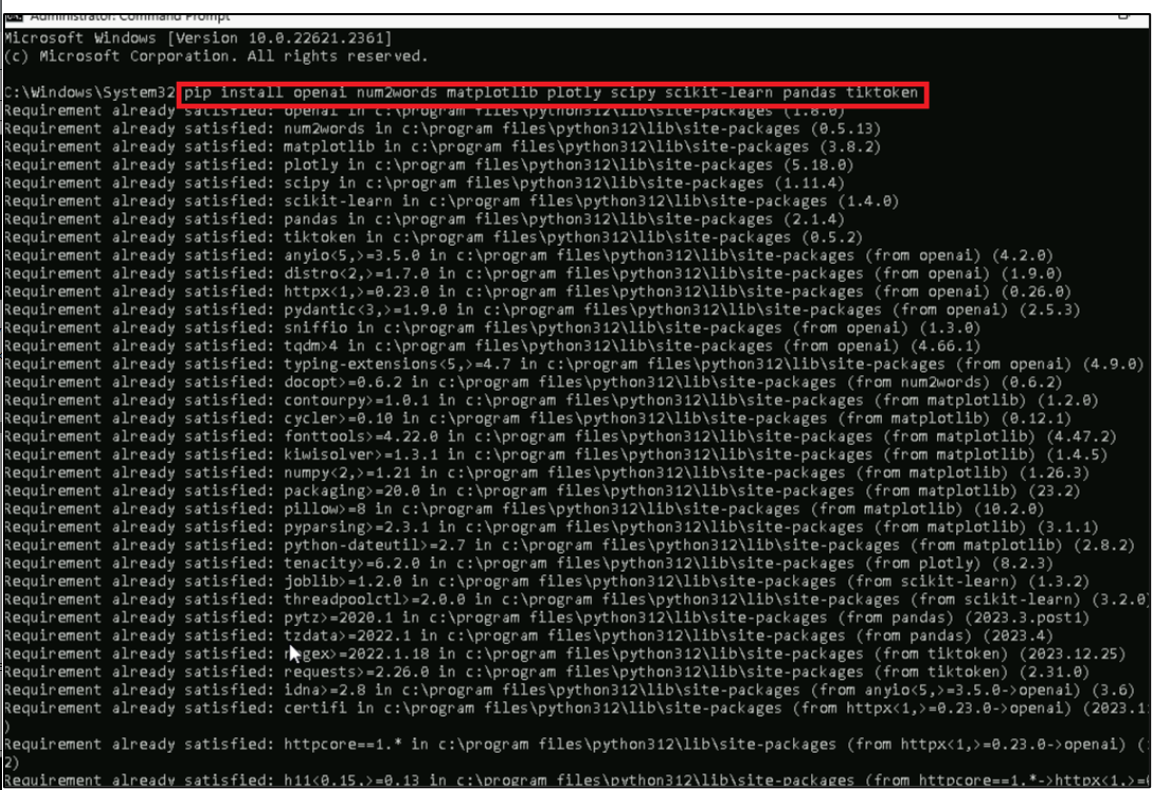 Administrator: Command Prompt
Microsoft Windows [Version 10.0.22621.2361]
(c) Microsoft Corporation. All rights reserved.
C:\Windows\System32 pip install openai num2words matplotlib plotly scipy scikit-learn pandas tiktoken
Requirement already satisfied: openai in c:\program files\python312\lib\site-packages (1.8.0)
Requirement already satisfied: num2words in c:\program files\python312\lib\site-packages (0.5.13)
Requirement already satisfied: matplotlib in c:\program files\python312\lib\site-packages (3.8.2)
Requirement already satisfied: plotly in c:\program files\python312\lib\site-packages (5.18.0)
Requirement already satisfied: scipy in c:\program files\python312\lib\site-packages (1.11.4)
Requirement already satisfied: scikit-learn in c:\program files\python312\lib\site-packages (1.4.0)
Requirement already satisfied: pandas in c:\program files\python312\lib\site-packages (2.1.4)
Requirement already satisfied: tiktoken in c:\program files\python312\lib\site-packages (0.5.2)
Requirement already satisfied: anyio<5,>=3.5.0 in c:\program files\python312\lib\site-packages (from openai) (4.2.0)
Requirement already satisfied: distro<2,>=1.7.0 in c:\program files\python312\lib\site-packages (from openai) (1.9.0)
Requirement already satisfied: httpx<1,>=0.23.0 in c:\program files\python312\lib\site-packages (from openai) (0.26.0)
Requirement already satisfied: pydantic<3,>=1.9.0 in c:\program files\python312\lib\site-packages (from openai) (2.5.3)
Requirement already satisfied: sniffio in c:\program files\python312\lib\site-packages (from openai) (1.3.0)
Requirement already satisfied: tqdm>4 in c:\program files\python312\lib\site-packages (from openai) (4.66.1)
Requirement already satisfied: typing-extensions<5,>=4.7 in c:\program files\python312\lib\site-packages (from openai) (4.9.0)
Requirement already satisfied: docopt>=0.6.2 in c:\program files\python312\lib\site-packages (from num2words) (0.6.2)
Requirement already satisfied: contourpy>=1.0.1 in c:\program files\python312\lib\site-packages (from matplotlib) (1.2.0)
Requirement already satisfied: cycler>=0.10 in c:\program files\python312\lib\site-packages (from matplotlib) (0.12.1)
Requirement already satisfied: fonttools>=4.22.0 in c:\program files\python312\lib\site-packages (from matplotlib) (4.47.2)
Requirement already satisfied: kiwisolver>=1.3.1 in c:\program files\python312\lib\site-packages (from matplotlib) (1.4.5)
Requirement already satisfied: numpy<2,>=1.21 in c:\program files\python312\lib\site-packages (from matplotlib) (1.26.3)
Requirement already satisfied: packaging>=20.0 in c:\program files\python312\lib\site-packages (from matplotlib) (23.2)
Requirement already satisfied: pillow>=8 in c:\program files\python312\lib\site-packages (from matplotlib) (10.2.0)
Requirement already satisfied: pyparsing>=2.3.1 in c:\program files\python312\lib\site-packages (from matplotlib) (3.1.1)
Requirement already satisfied: python-dateutil>=2.7 in c:\program files\python312\lib\site-packages (from matplotlib) (2.8.2)
Requirement already satisfied: tenacity>=6.2.0 in c:\program files\python312\lib\site-packages (from plotly) (8.2.3)
Requirement already satisfied: joblib>=1.2.0 in c:\program files\python312\lib\site-packages (from scikit-learn) (1.3.2)
Requirement already satisfied: threadpoolctl>=2.0.0 in c:\program files\python312\lib\site-packages (from scikit-learn) (3.2.0
Requirement already satisfied: pytz>=2020.1 in c:\program files\python312\lib\site-packages (from pandas) (2023.3.post1)
Requirement already satisfied: tzdata>=2022.1 in c:\program files\python312\lib\site-packages (from pandas) (2023.4)
Requirement already satisfied: regex>=2022.1.18 in c:\program files\python312\lib\site-packages (from tiktoken) (2023.12.25)
Requirement already satisfied: requests>=2.26.0 in c:\program files\python312\lib\site-packages (from tiktoken) (2.31.0)
Requirement already satisfied: idna>=2.8 in c:\program files\python312\lib\site-packages (from anyio<5,>=3.5.0->openai) (3.6)
Requirement already satisfied: certifi in c:\program files\python312\lib\site-packages (from httpx<1,>=0.23.0->openai) (2023.1
)
Requirement already satisfied: httpcore==1.* in c:\program files\python312\lib\site-packages (from httpx<1,>=0.23.0->openai) (
2)
Requirement already satisfied: h11<0.15,>=0.13 in c:\program files\python312\lib\site-packages (from httpcore==1.*->httpx<1,>=